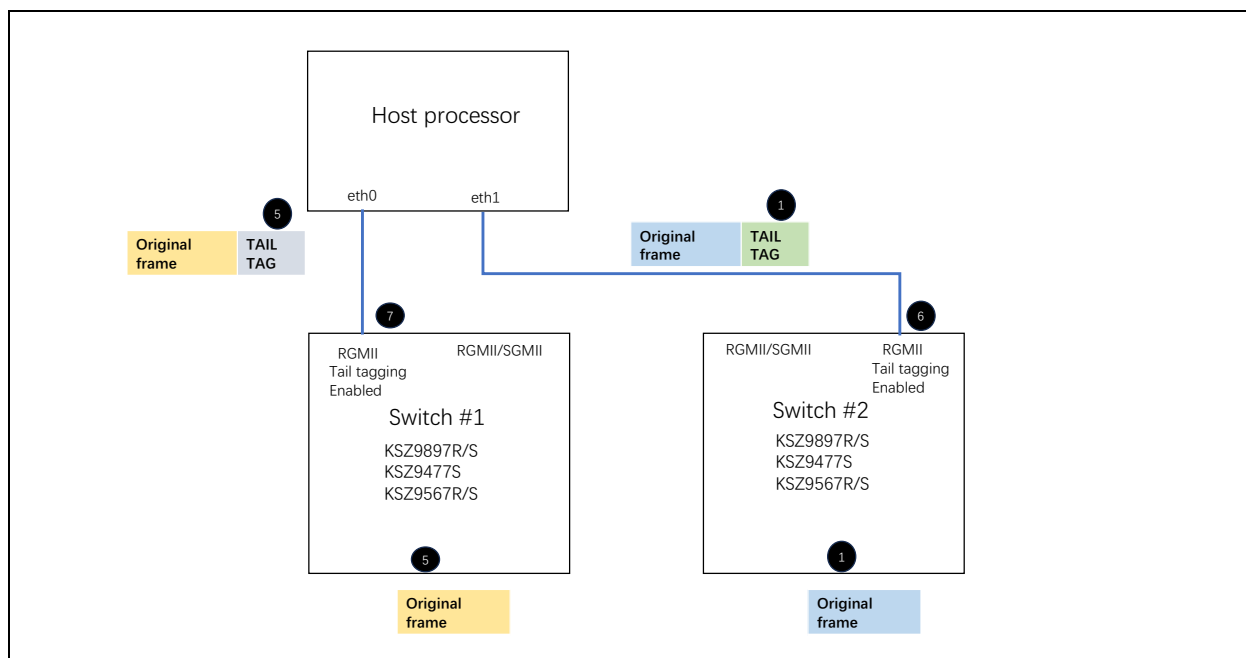 Host processor
eth0
eth1
5
1
Original
frame
TAIL
TAG
Original
frame
TAIL
TAG
7
6
RGMII
Tail tagging
Enabled
RGMII/SGMII
Switch #1
KSZ9897R/S
KSZ9477S
KSZ9567R/S
5
Original
frame
RGMII/SGMII
RGMII
Tail tagging
Enabled
Switch #2
KSZ9897R/S
KSZ9477S
KSZ9567R/S
1
Original
frame